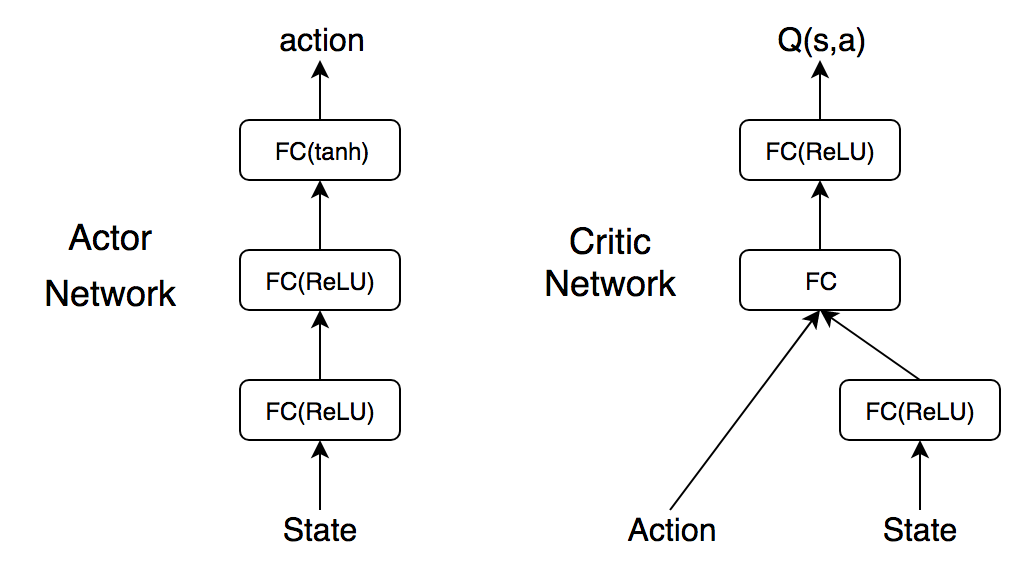 action
FC(tanh)
Actor
Network
FC(ReLU)
FC(ReLU)
State
Q(s,a)
FC(ReLU)
Critic
Network
FC
FC(ReLU)
Action
State